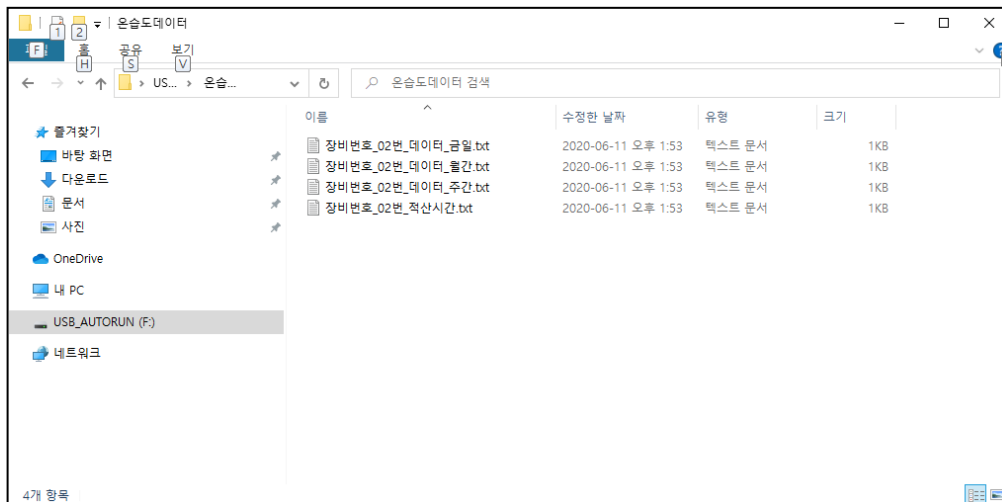 1 2 온습도데이터
F 홈 공유 보기
H S V
US... 온습... 온습도데이터 검색
이름 수정한 날짜 유형 크기
즐겨찾기
바탕 화면
다운로드
문서
사진
OneDrive
내 PC
USB_AUTORUN (F:)
네트워크
장비번호_02번_데이터_금일.txt 2020-06-11 오후 1:53 텍스트 문서 1KB
장비번호_02번_데이터_월간.txt 2020-06-11 오후 1:53 텍스트 문서 1KB
장비번호_02번_데이터_주간.txt 2020-06-11 오후 1:53 텍스트 문서 1KB
장비번호_02번_적산시간.txt 2020-06-11 오후 1:53 텍스트 문서 1KB
4개 항목